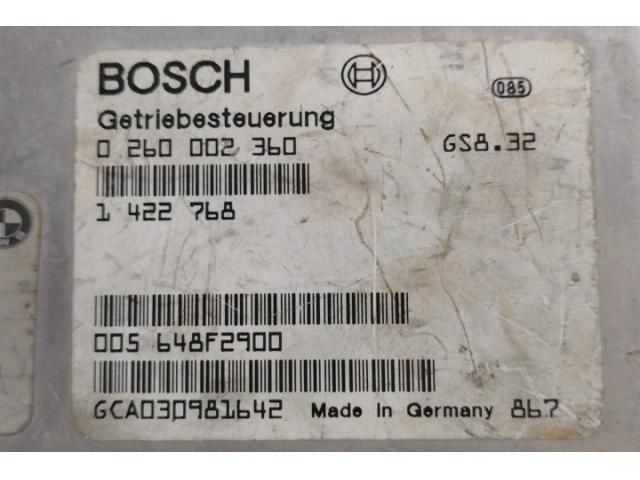 BOSCH
085
Getriebesteuerung
0 260 002 360 GS8.32
1 422 768
005 648F2900
GCA030981642 Made In Germany 867